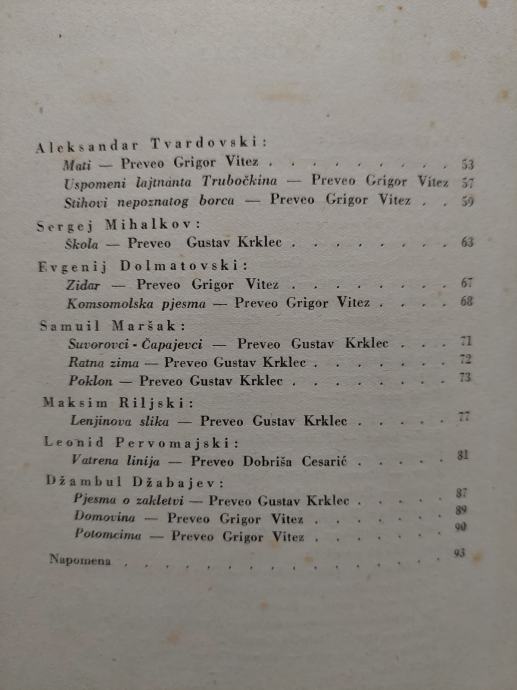 Aleksandar Tvardovski:
Mati — Preveo Grigor Vitez . . . . . . . . . 53
Uspomeni lajtnanta Trubočkina — Preveo Grigor Vitez 57
Stihovi nepoznatog borca — Preveo Grigor Vitez . . 59
Sergej Mihalkov:
Škola — Preveo Gustav Krklec . . . . . . . . 63
Evgenij Dolmatovski:
Zidar — Preveo Grigor Vitez . . . . . . . . 67
Komsomolska pjesma — Preveo Grigor Vitez . . . . 68
Samuil Maršak:
Suvorovci - Čapajevci — Preveo Gustav Krklec . . . 71
Ratna zima — Preveo Gustav Krklec . . . . . . . 72
Poklon — Preveo Gustav Krklec . . . . . . . . 73
Maksim Riljski:
Lenjinova slika — Preveo Gustav Krklec . . . . . 77
Leonid Pervomajski:
Vatrena linija — Preveo Dobriša Cesarić . . . . . 81
Džambul Džabajev:
Pjesma o zakletvi — Preveo Gustav Krklec . . . . . 87
Domovina — Preveo Grigor Vitez . . . . . . . 89
Potomcima — Preveo Grigor Vitez . . . . . . . 90
Napomena . . . . . . . . . . . . . . 93